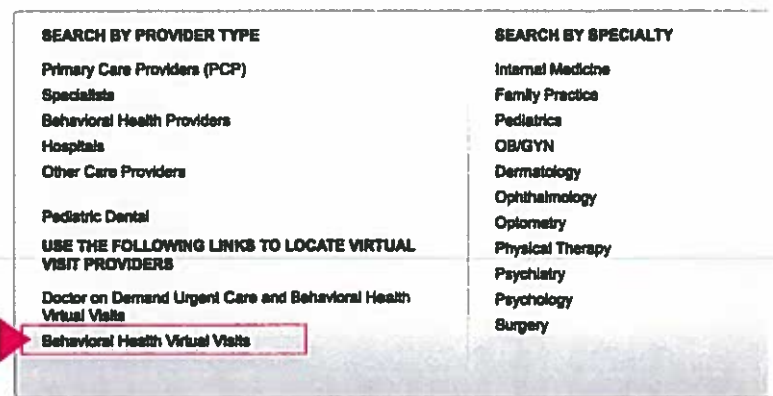 SEARCH BY PROVIDER TYPE
Primary Care Providers (PCP)
Specialists
Behavioral Health Providers
Hospitals
Other Care Providers
Pediatric Dental
USE THE FOLLOWING LINKS TO LOCATE VIRTUAL
VISIT PROVIDERS
Doctor on Demand Urgent Care and Behavioral Health
Virtual Visits
Behavioral Health Virtual Visits
SEARCH BY SPECIALTY
Internal Medicine
Family Practice
Pediatrics
OB/GYN
Dermatology
Ophthalmology
Optometry
Physical Therapy
Psychiatry
Psychology
Surgery